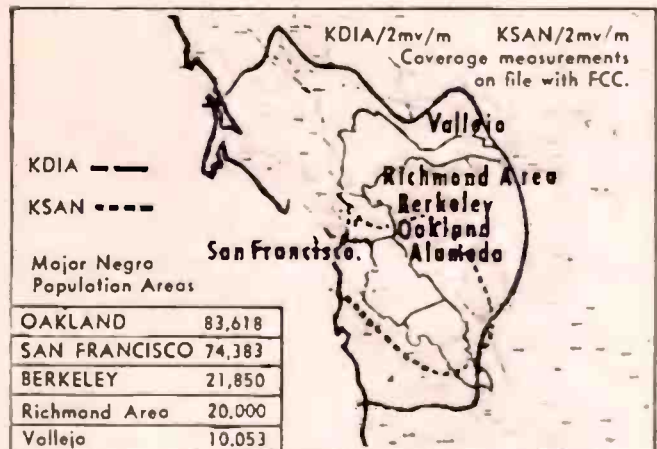 KDIA/2mv/m KSAN/2mv/m
Coverage measurements
on file with FCC.
Vallejo
KDIA
Richmond Area
KSAN
Berkeley
Oakland
San Francisco. Alameda
Major Negro
Population Areas
OAKLAND 83,618
SAN FRANCISCO 74,383
BERKELEY 21,850
Richmond Area 20,000
Vallejo 10,053